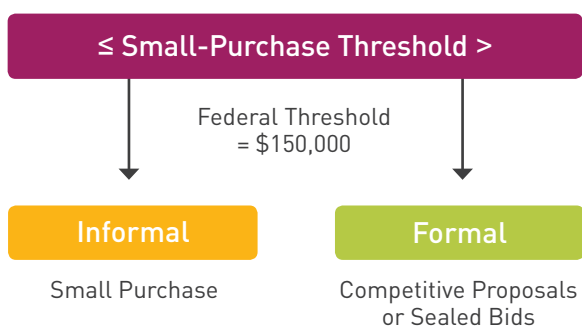 ≤ Small-Purchase Threshold >
Federal Threshold
= $150,000
Informal
Formal
Small Purchase
Competitive Proposals
or Sealed Bids